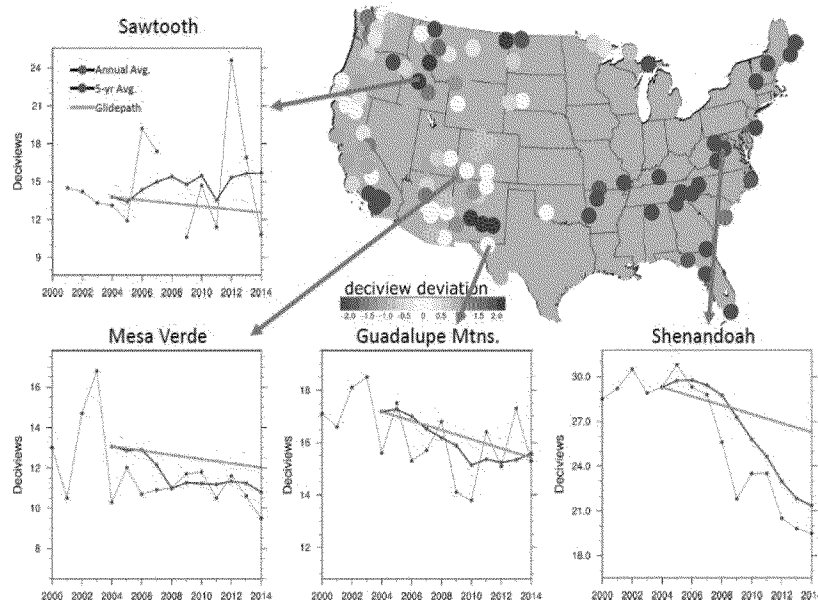 Sawtooth
Deciviews
24
21
18
15
12
9
Annual Avg.
5-yr Avg.
Glidepath
2000 2002 2004 2006 2008 2010 2012 2014
deciview deviation
-2.0 -1.5 -1.0 -0.5 0 0.5 1.0 1.5 2.0
Mesa Verde
Deciviews
16
14
12
10
8
6
2000 2002 2004 2006 2008 2010 2012 2014
Guadalupe Mtns.
Deciviews
18
16
14
12
2000 2002 2004 2006 2008 2010 2012 2014
Shenandoah
Deciviews
30.0
27.0
24.0
21.0
18.0
2000 2002 2004 2006 2008 2010 2012 2014